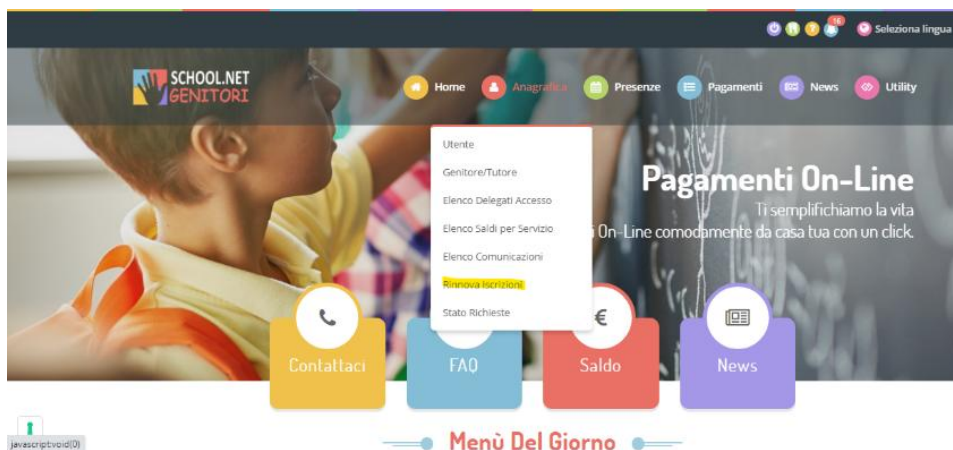 16
Seleziona lingua
SCHOOL.NET
GENITORI
Home
Anagrafica
Presenze
Pagamenti
News
Utility
Utente
Genitore/Tutore
Elenco Delegati Accesso
Elenco Saldi per Servizio
Elenco Comunicazioni
Rinnova Iscrizioni
Stato Richieste
Pagamenti On-Line
Ti semplifichiamo la vita
i On-Line comodamente da casa tua con un click.
Contattaci
FAQ
€
Saldo
News
javascript:void(0)
Menù Del Giorno